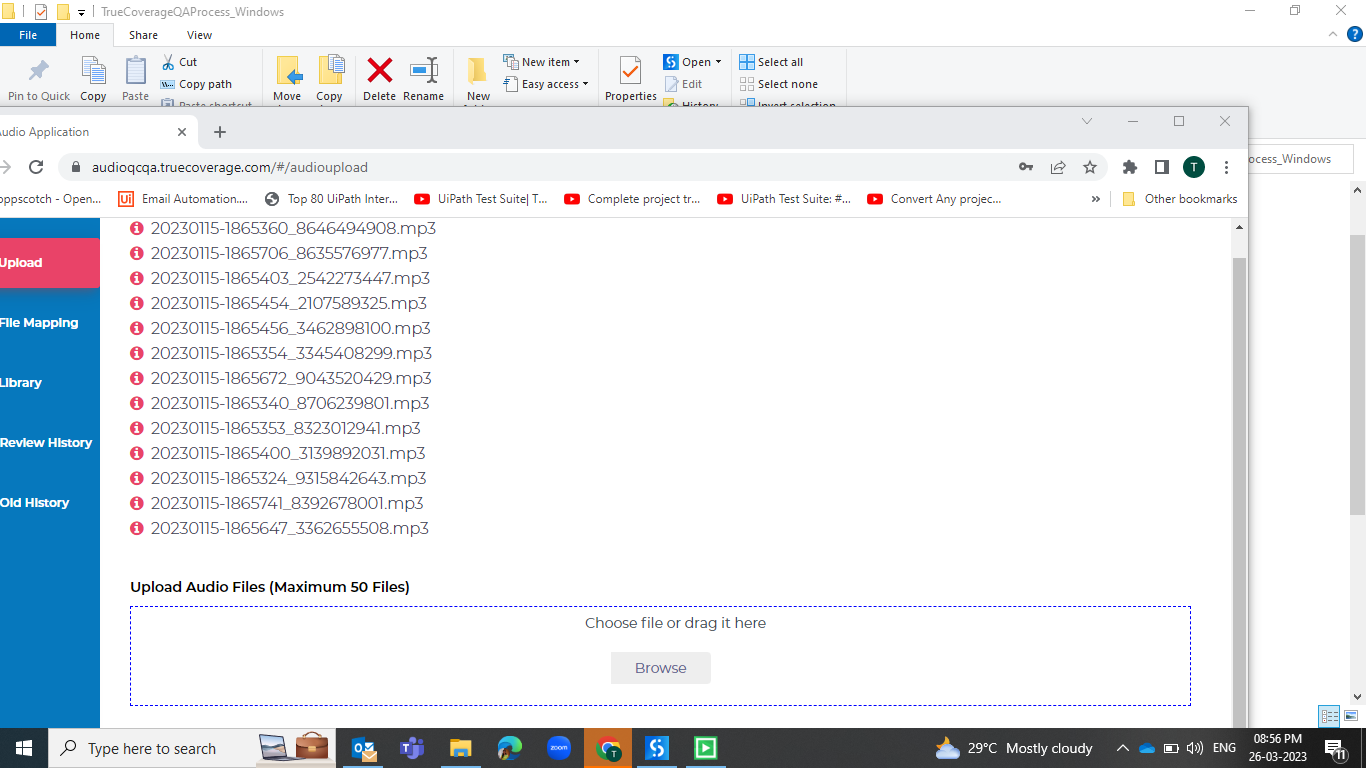 TrueCoverageQAProcess_Windows
File Home Share View
Cut
Copy path
Paste shortcut
Pin to Quick Copy Paste
Move Copy Delete Rename
New
New item
Easy access
Properties
Open
Edit
History
Select all
Select none
Invert selection
Audio Application
audioqcqa.truecoverage.com/#/audioupload
T
ocess_Windows
oppscotch - Open... Ui Email Automation.... Top 80 UiPath Inter... UiPath Test Suite| T... Complete project tr... UiPath Test Suite: #... Convert Any projec... » Other bookmarks
Upload
File Mapping
Library
Review History
Old History
20230115-1865360_8646494908.mp3
20230115-1865706_8635576977.mp3
20230115-1865403_2542273447.mp3
20230115-1865454_2107589325.mp3
20230115-1865456_3462898100.mp3
20230115-1865354_3345408299.mp3
20230115-1865672_9043520429.mp3
20230115-1865340_8706239801.mp3
20230115-1865353_8323012941.mp3
20230115-1865400_3139892031.mp3
20230115-1865324_9315842643.mp3
20230115-1865741_8392678001.mp3
20230115-1865647_3362655508.mp3
Upload Audio Files (Maximum 50 Files)
Choose file or drag it here
Browse
Type here to search
zoom
29°C Mostly cloudy
ENG
08:56 PM
26-03-2023
11